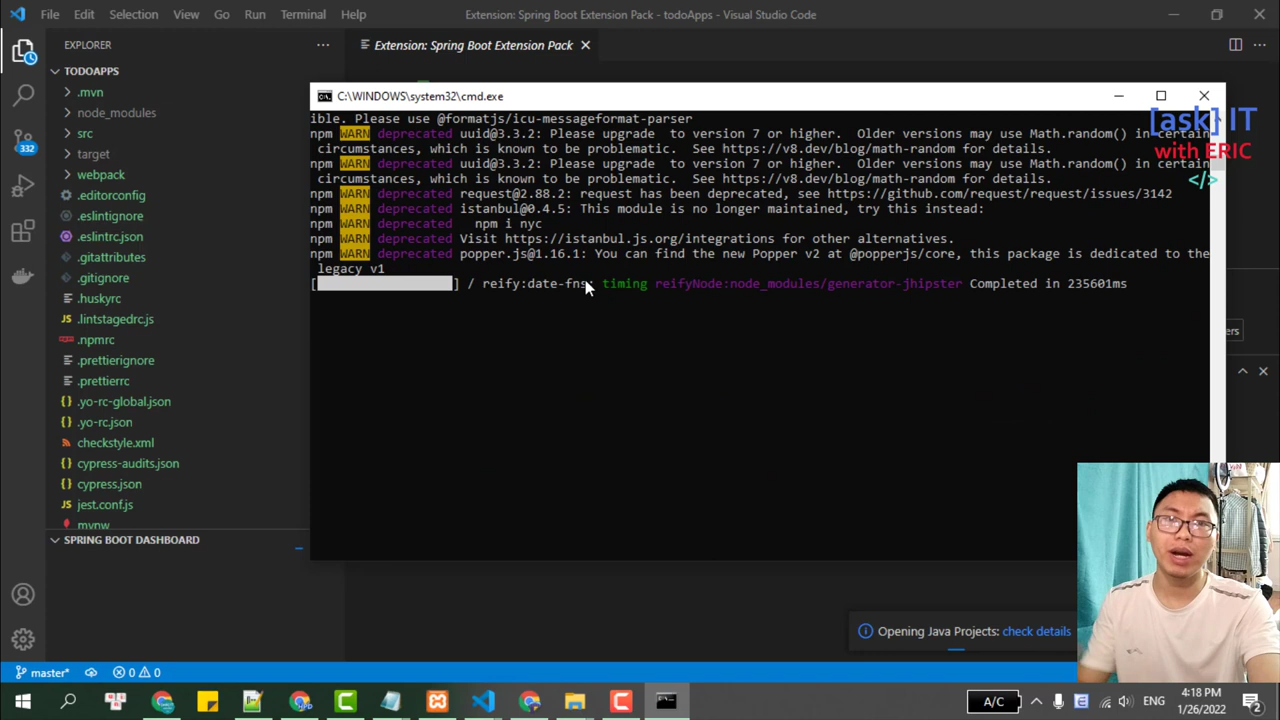 File Edit Selection View Go Run Terminal Help
Extension: Spring Boot Extension Pack - todoApps - Visual Studio Code
EXPLORER
Extension: Spring Boot Extension Pack
TODOAPPS
.mvn
node_modules
src
target
webpack
.editorconfig
.eslintignore
.eslintrc.json
.gitattributes
.gitignore
.huskyrc
.lintstagedrc.js
.npmrc
.prettierignore
.prettierrc
.yo-rc-global.json
.yo-rc.json
checkstyle.xml
cypress-audits.json
cypress.json
jest.conf.js
mvnw
SPRING BOOT DASHBOARD
332
C:\WINDOWS\system32\cmd.exe
ible. Please use @formatjs/icu-messageformat-parser
npm WARN deprecated uuid@3.3.2: Please upgrade to version 7 or higher. Older versions may use Math.random() in certain
circumstances, which is known to be problematic. See https://v8.dev/blog/math-random for details.
npm WARN deprecated uuid@3.3.2: Please upgrade to version 7 or higher. Older versions may use Math.random() in certain
circumstances, which is known to be problematic. See https://v8.dev/blog/math-random for details.
npm WARN deprecated request@2.88.2: request has been deprecated, see https://github.com/request/request/issues/3142
npm WARN deprecated istanbul@0.4.5: This module is no longer maintained, try this instead:
npm WARN deprecated npm i nyc
npm WARN deprecated Visit https://istanbul.js.org/integrations for other alternatives.
npm WARN deprecated popper.js@1.16.1: You can find the new Popper v2 at @popperjs/core, this package is dedicated to the
legacy v1
[ ] / reify:date-fns: timing reifyNode:node_modules/generator-jhipster Completed in 235601ms
[ask] IT
with ERIC
</>
ers
Opening Java Projects: check details
master*
0 0
A/C
ENG
4:18 PM
1/26/2022
2